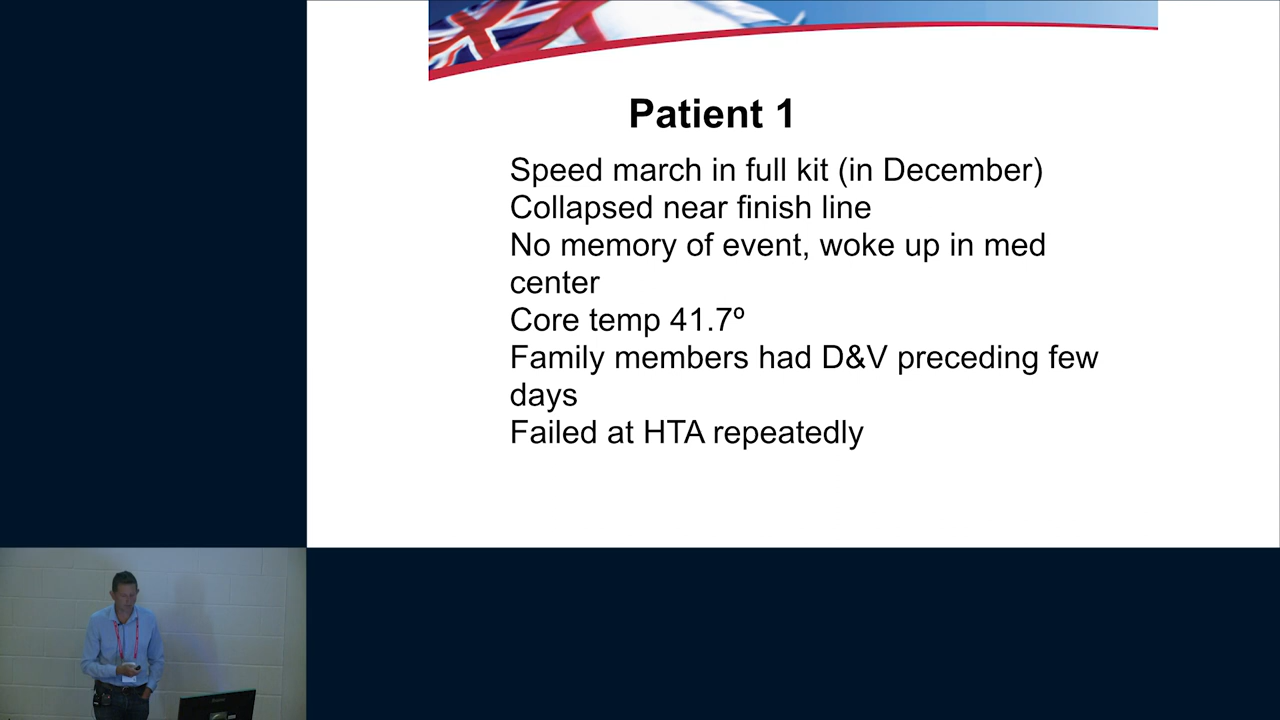 Patient 1
Speed march in full kit (in December)
Collapsed near finish line
No memory of event, woke up in med
center
Core temp 41.7º
Family members had D&V preceding few
days
Failed at HTA repeatedly